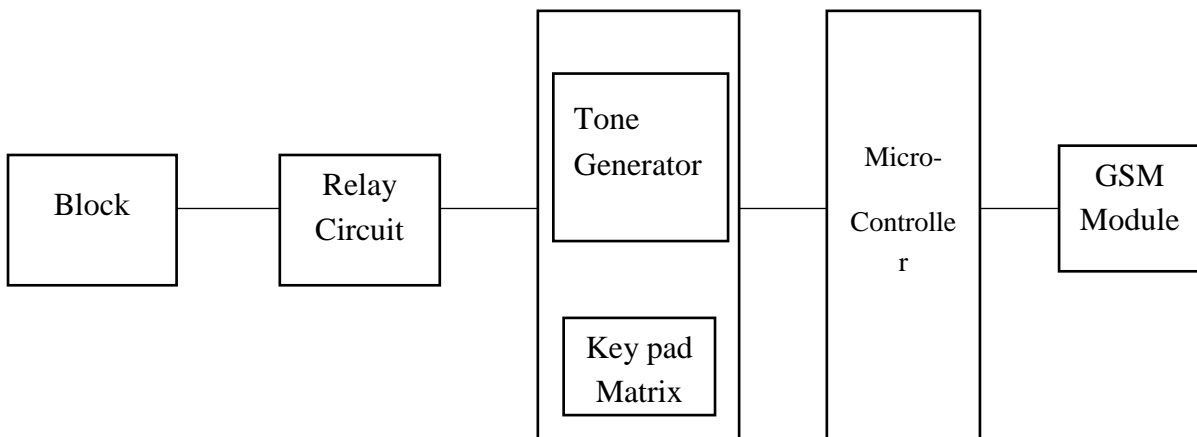 Block
Relay
Circuit
Tone
Generator
Key pad
Matrix
Micro-
Controlle
r
GSM
Module